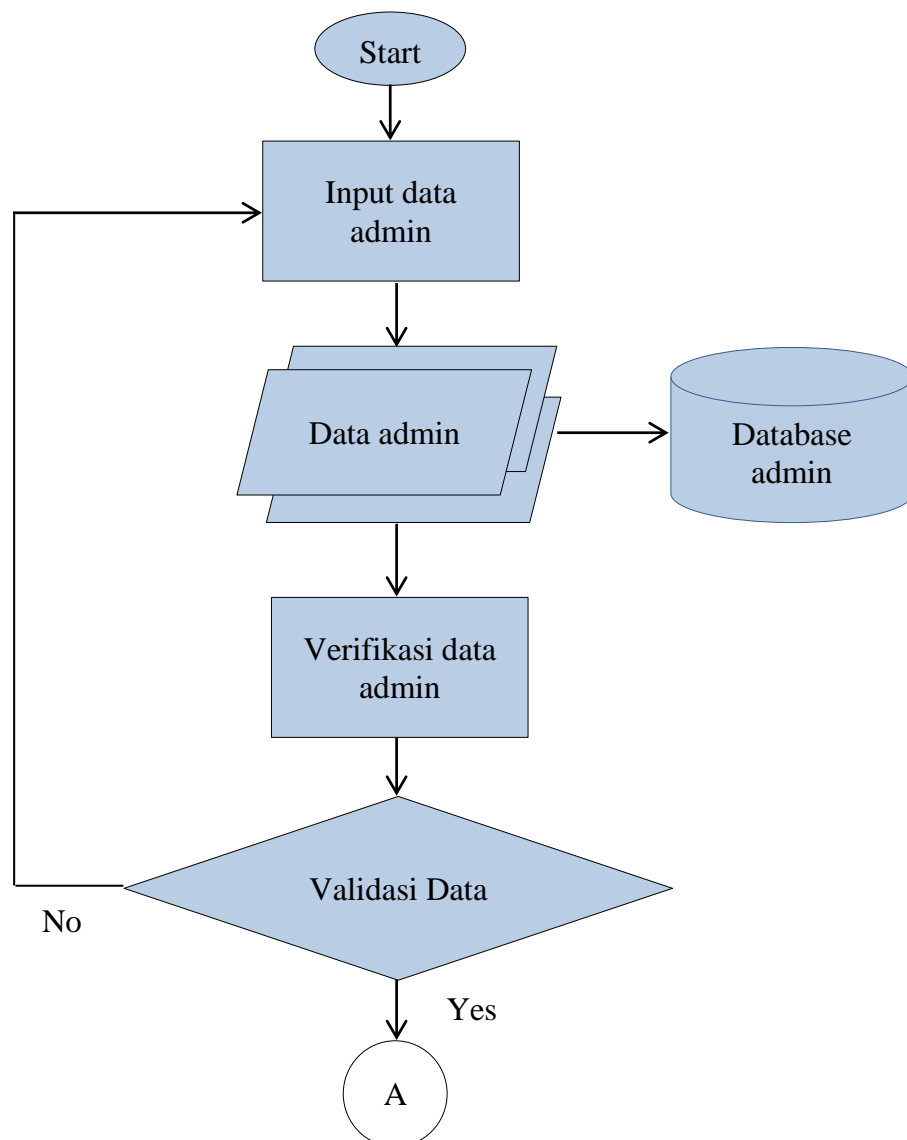 Start
Input data
admin
Data admin
Database
admin
Verifikasi data
admin
Validasi Data
No
Yes
A